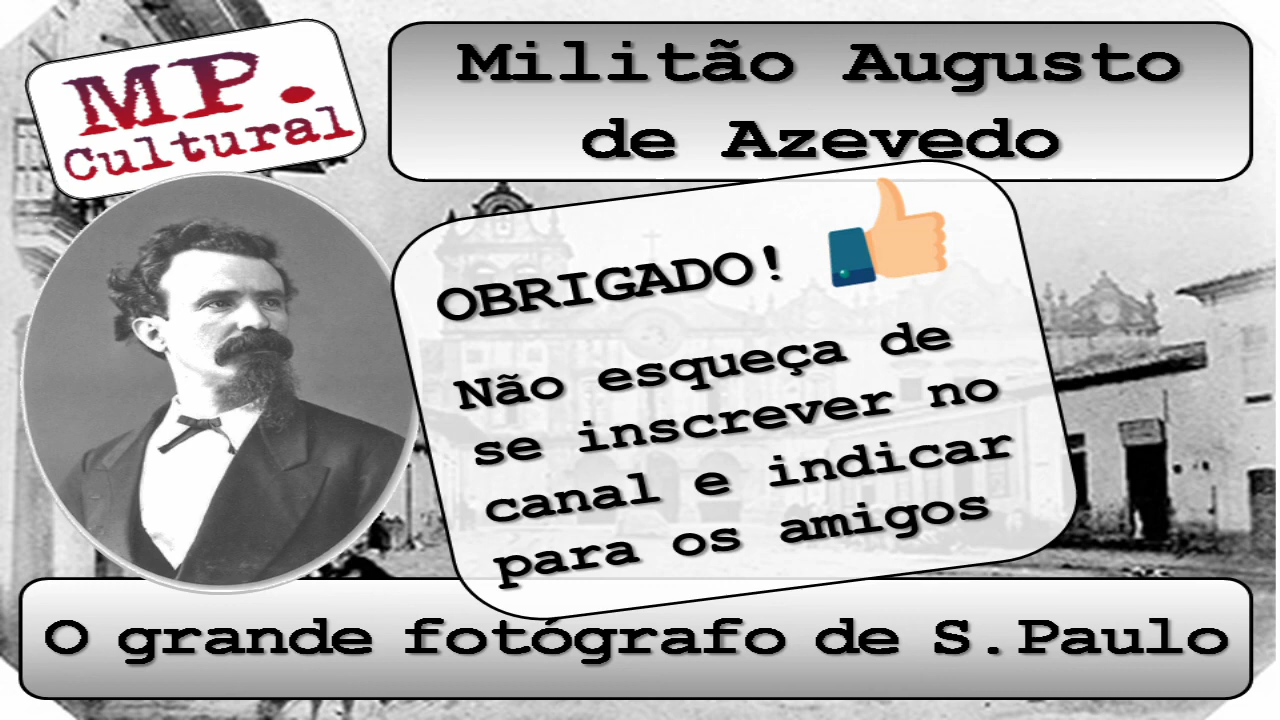 MP.
Cultural
Militão Augusto
de Azevedo
OBRIGADO!
Não esqueça de
se inscrever no
canal e indicar
para os amigos
O grande fotógrafo de S.Paulo